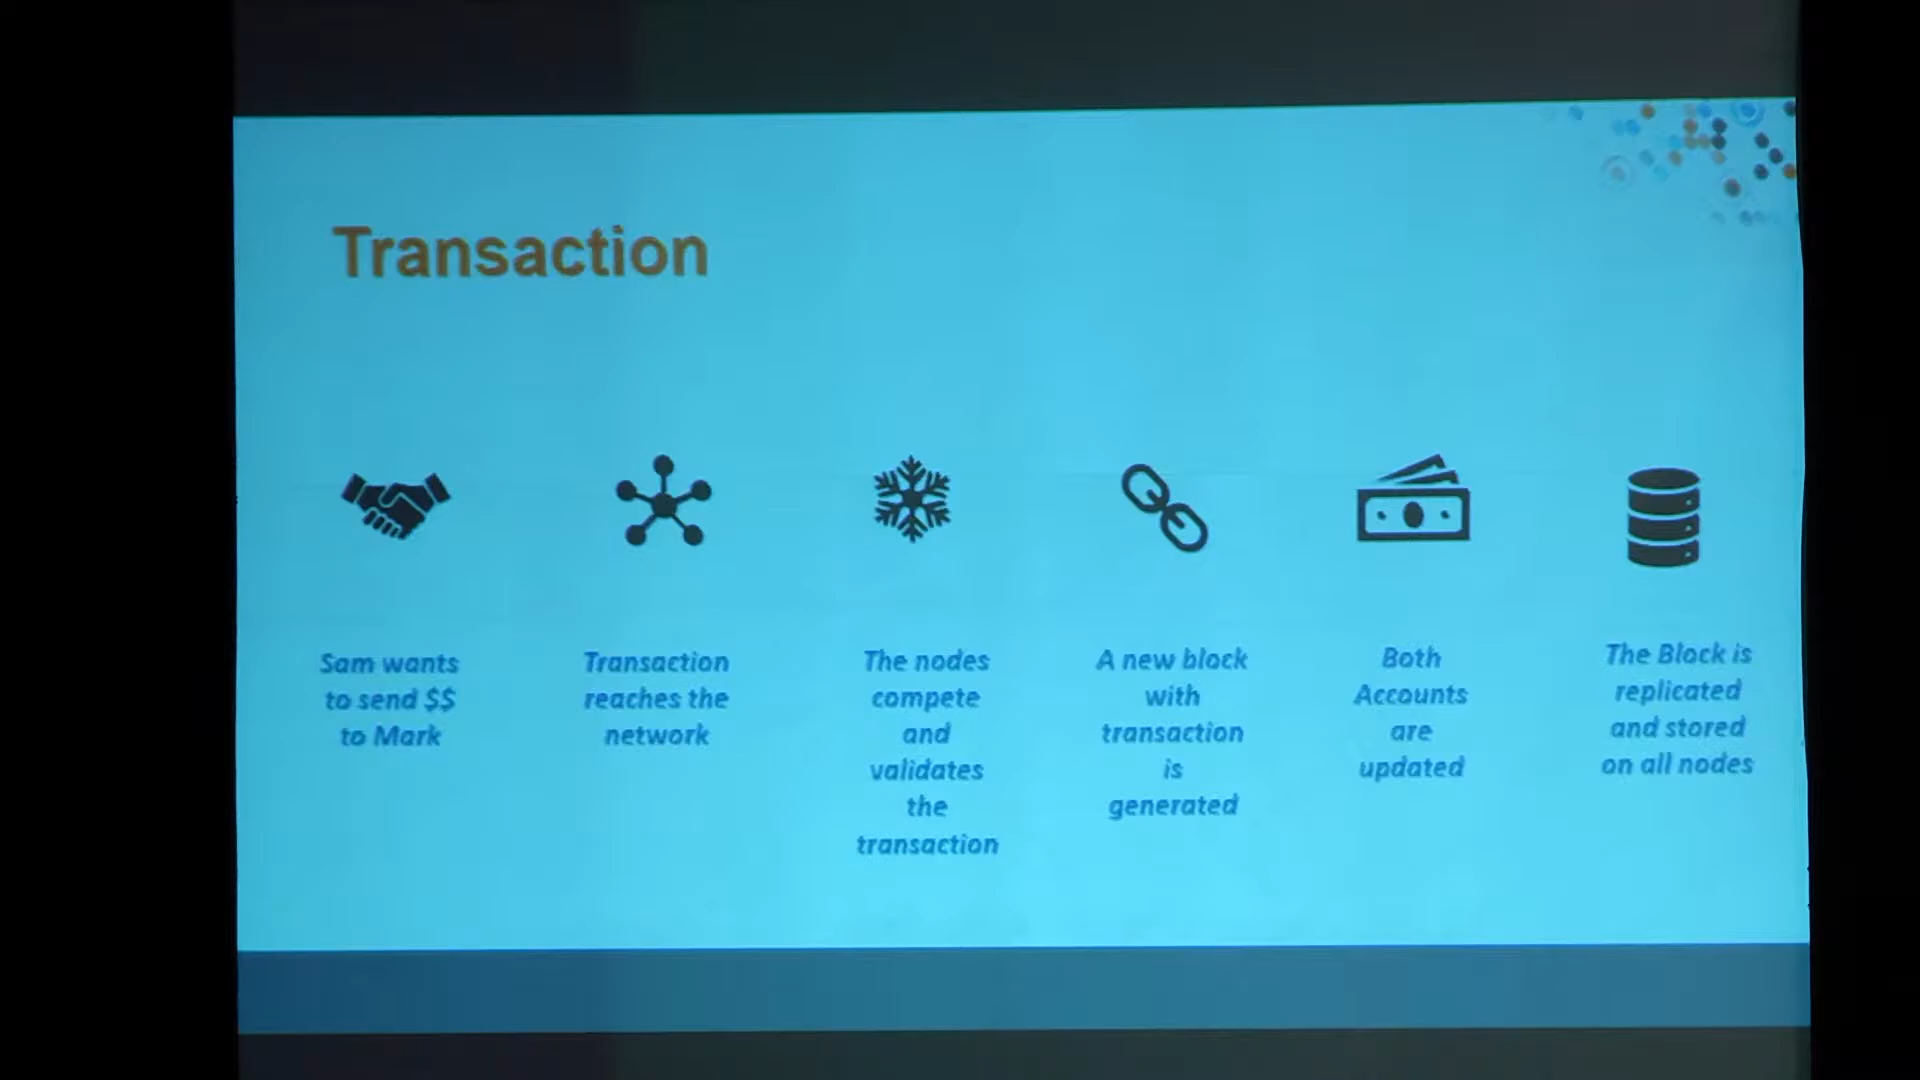 Transaction
Sam wants
to send $$
to Mark
Transaction
reaches the
network
The nodes
compete
and
validates
the
transaction
A new block
with
transaction
is
generated
Both
Accounts
are
updated
The Block is
replicated
and stored
on all nodes